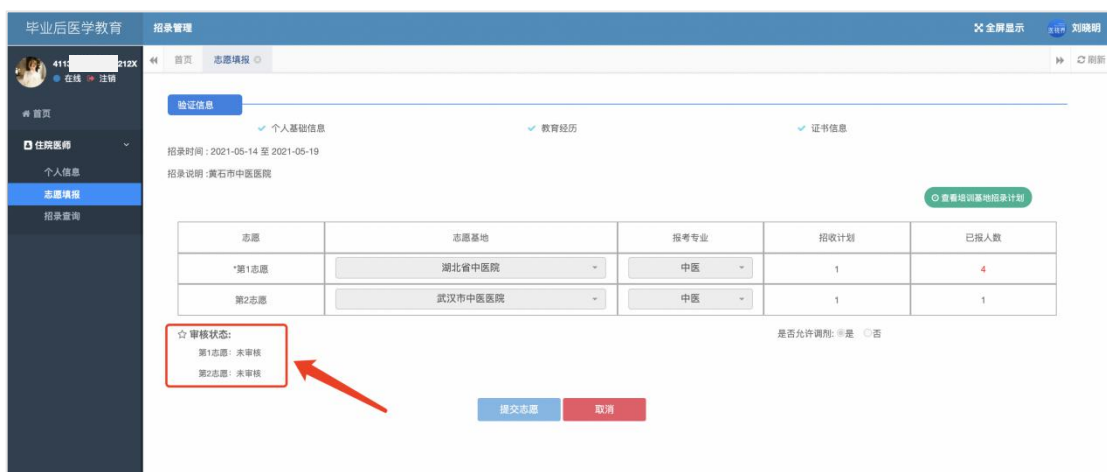 毕业后医学教育 招录管理 全屏显示 刘晓明
411 212X
在线 注销
首页 志愿填报 刷新
首页
住院医师
个人信息
志愿填报
招录查询
验证信息
个人基础信息 教育经历 证书信息
招录时间：2021-05-14 至 2021-05-19
招录说明：黄石市中医医院
查看培训基地招录计划
志愿 志愿基地 报考专业 招收计划 已报人数
*第1志愿 湖北省中医院 中医 1 4
第2志愿 武汉市中医医院 中医 1 1
审核状态:
第1志愿：未审核
第2志愿：未审核
是否允许调剂: 是 否
提交志愿 取消